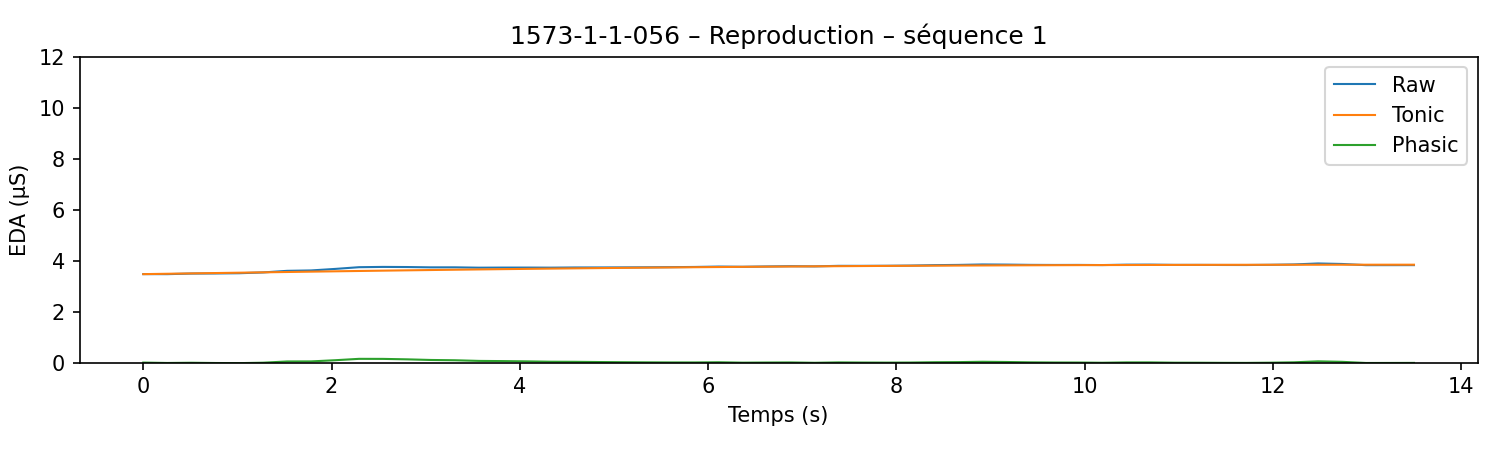 1573-1-1-056 – Reproduction – séquence 1
12
10
8
6
4
2
0
EDA (µS)
Raw
Tonic
Phasic
0 2 4 6 8 10 12 14
Temps (s)